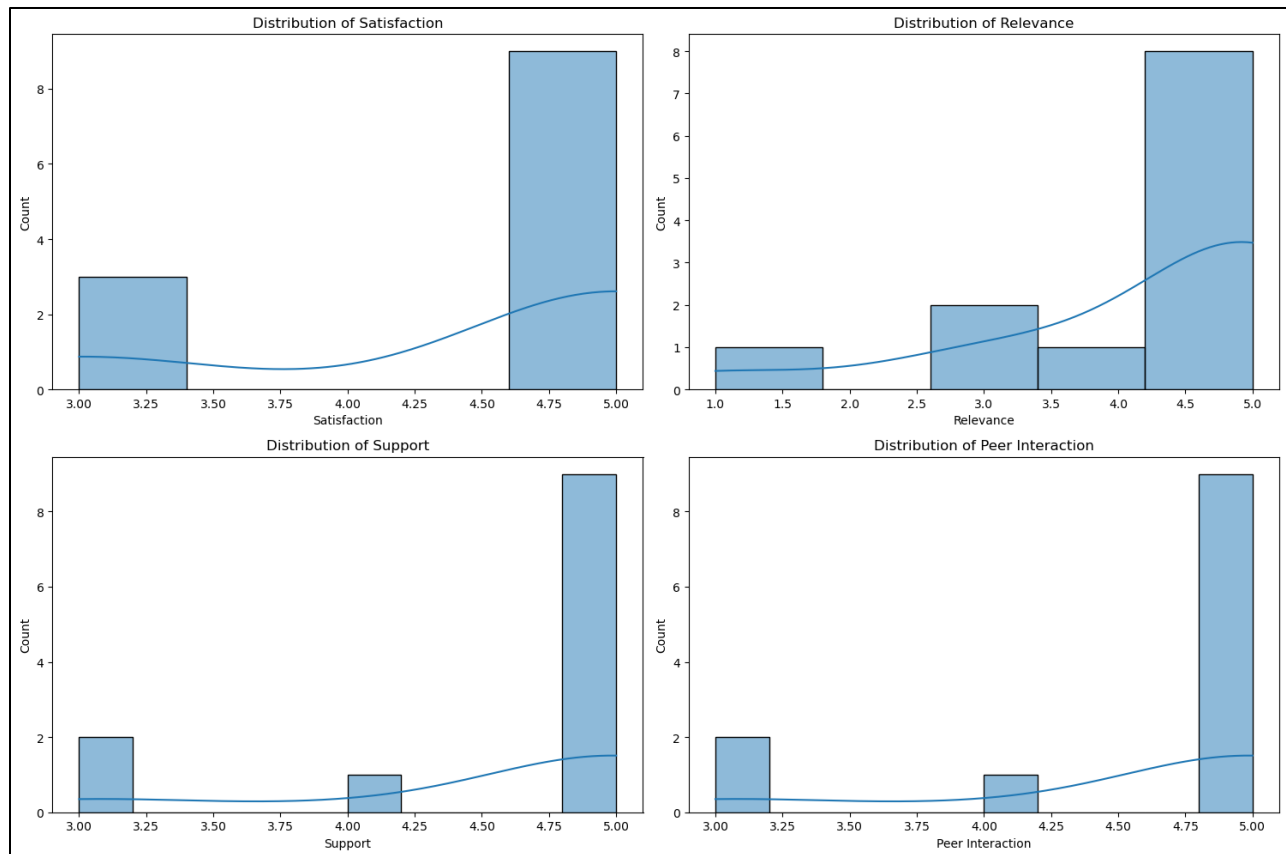 Distribution of Satisfaction
Count
8
6
4
2
0
3.00 3.25 3.50 3.75 4.00 4.25 4.50 4.75 5.00
Satisfaction
Distribution of Relevance
Count
8
7
6
5
4
3
2
1
0
1.0 1.5 2.0 2.5 3.0 3.5 4.0 4.5 5.0
Relevance
Distribution of Support
Count
8
6
4
2
0
3.00 3.25 3.50 3.75 4.00 4.25 4.50 4.75 5.00
Support
Distribution of Peer Interaction
Count
8
6
4
2
0
3.00 3.25 3.50 3.75 4.00 4.25 4.50 4.75 5.00
Peer Interaction